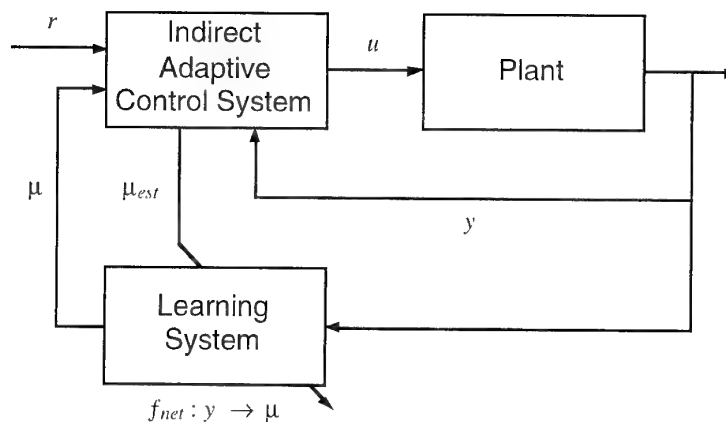 r
Indirect
Adaptive
Control System
u
Plant
μ
μest
y
Learning
System
fnet : y → μ